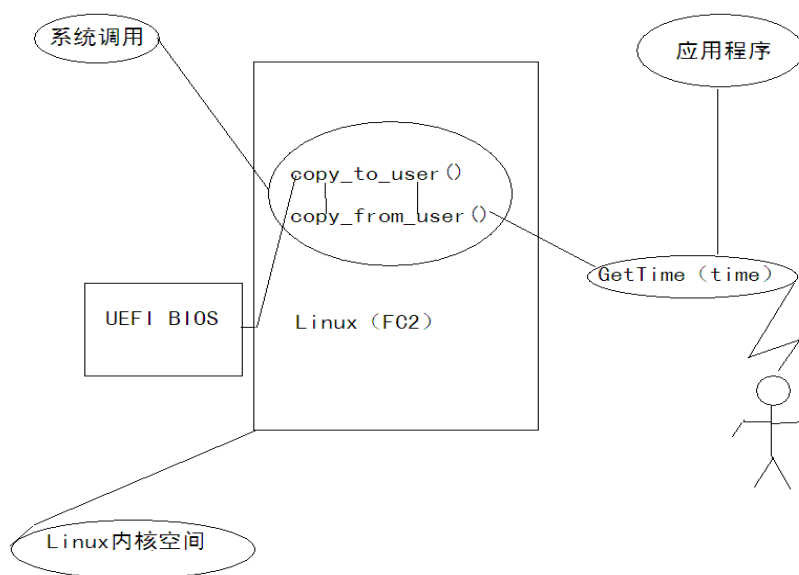 系统调用
应用程序
copy_to_user()
copy_from_user()
GetTime（time）
UEFI BIOS
Linux（FC2）
Linux内核空间